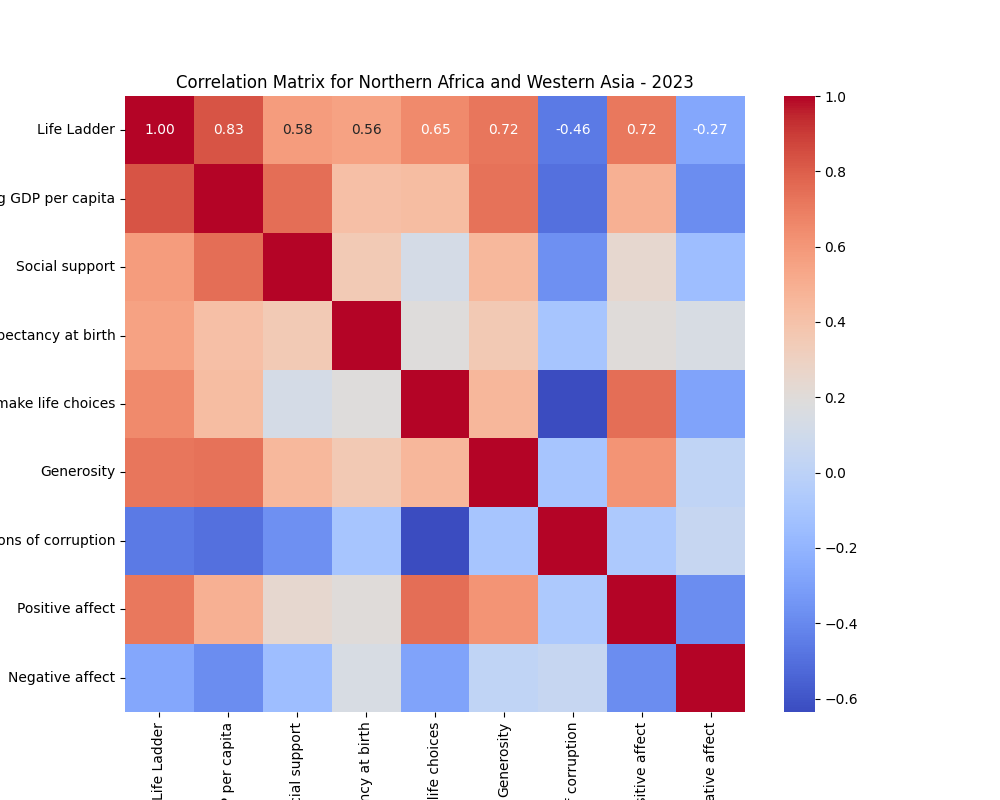 Correlation Matrix for Northern Africa and Western Asia - 2023
Life Ladder
1.00 0.83 0.58 0.56 0.65 0.72 -0.46 0.72 -0.27
g GDP per capita
Social support
pectancy at birth
make life choices
Generosity
ons of corruption
Positive affect
Negative affect
Life Ladder
P per capita
cial support
ncy at birth
life choices
Generosity
f corruption
sitive affect
ative affect
1.0
0.8
0.6
0.4
0.2
0.0
−0.2
−0.4
−0.6